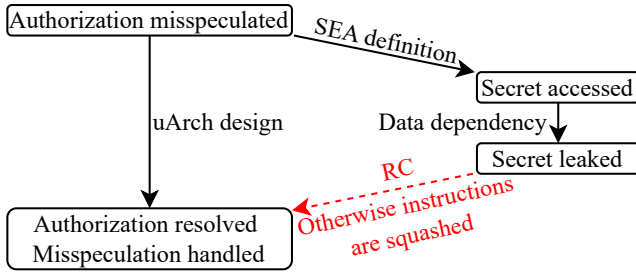 Authorization misspeculated
SEA definition
Secret accessed
uArch design
Data dependency
Secret leaked
RC
Otherwise instructions
are squashed
Authorization resolved
Misspeculation handled